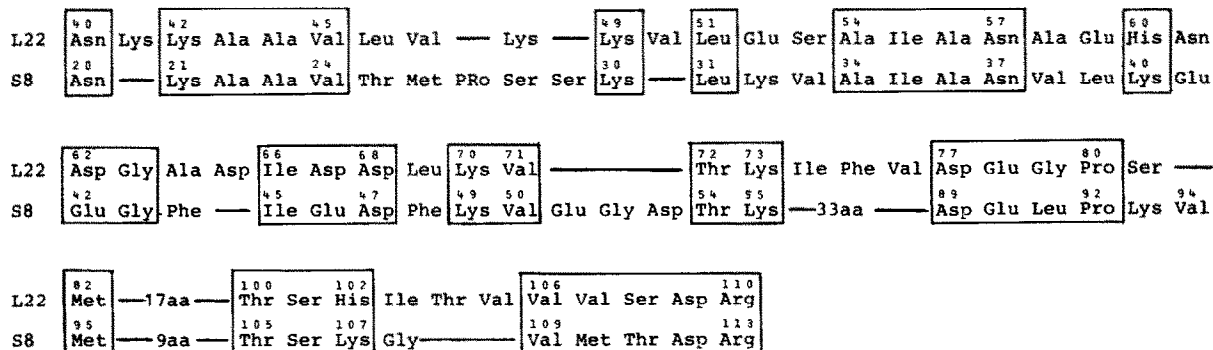 40 42 45 49 51 54 57 60
L22 Asn Lys Lys Ala Ala Val Leu Val — Lys — Lys Val Leu Glu Ser Ala Ile Ala Asn Ala Glu His Asn
20 21 24 30 31 34 37 40
S8 Asn — Lys Ala Ala Val Thr Met PRo Ser Ser Lys — Leu Lys Val Ala Ile Ala Asn Val Leu Lys Glu
62 66 68 70 71 72 73 77 80
L22 Asp Gly Ala Asp Ile Asp Asp Leu Lys Val — Thr Lys Ile Phe Val Asp Glu Gly Pro Ser —
42 45 47 49 50 54 55 89 92 94
S8 Glu Gly Phe — Ile Glu Asp Phe Lys Val Glu Gly Asp Thr Lys —33aa— Asp Glu Leu Pro Lys Val
82 100 102 106 110
L22 Met —17aa— Thr Ser His Ile Thr Val Val Val Ser Asp Arg
95 105 107 109 113
S8 Met —9aa— Thr Ser Lys Gly — Val Met Thr Asp Arg